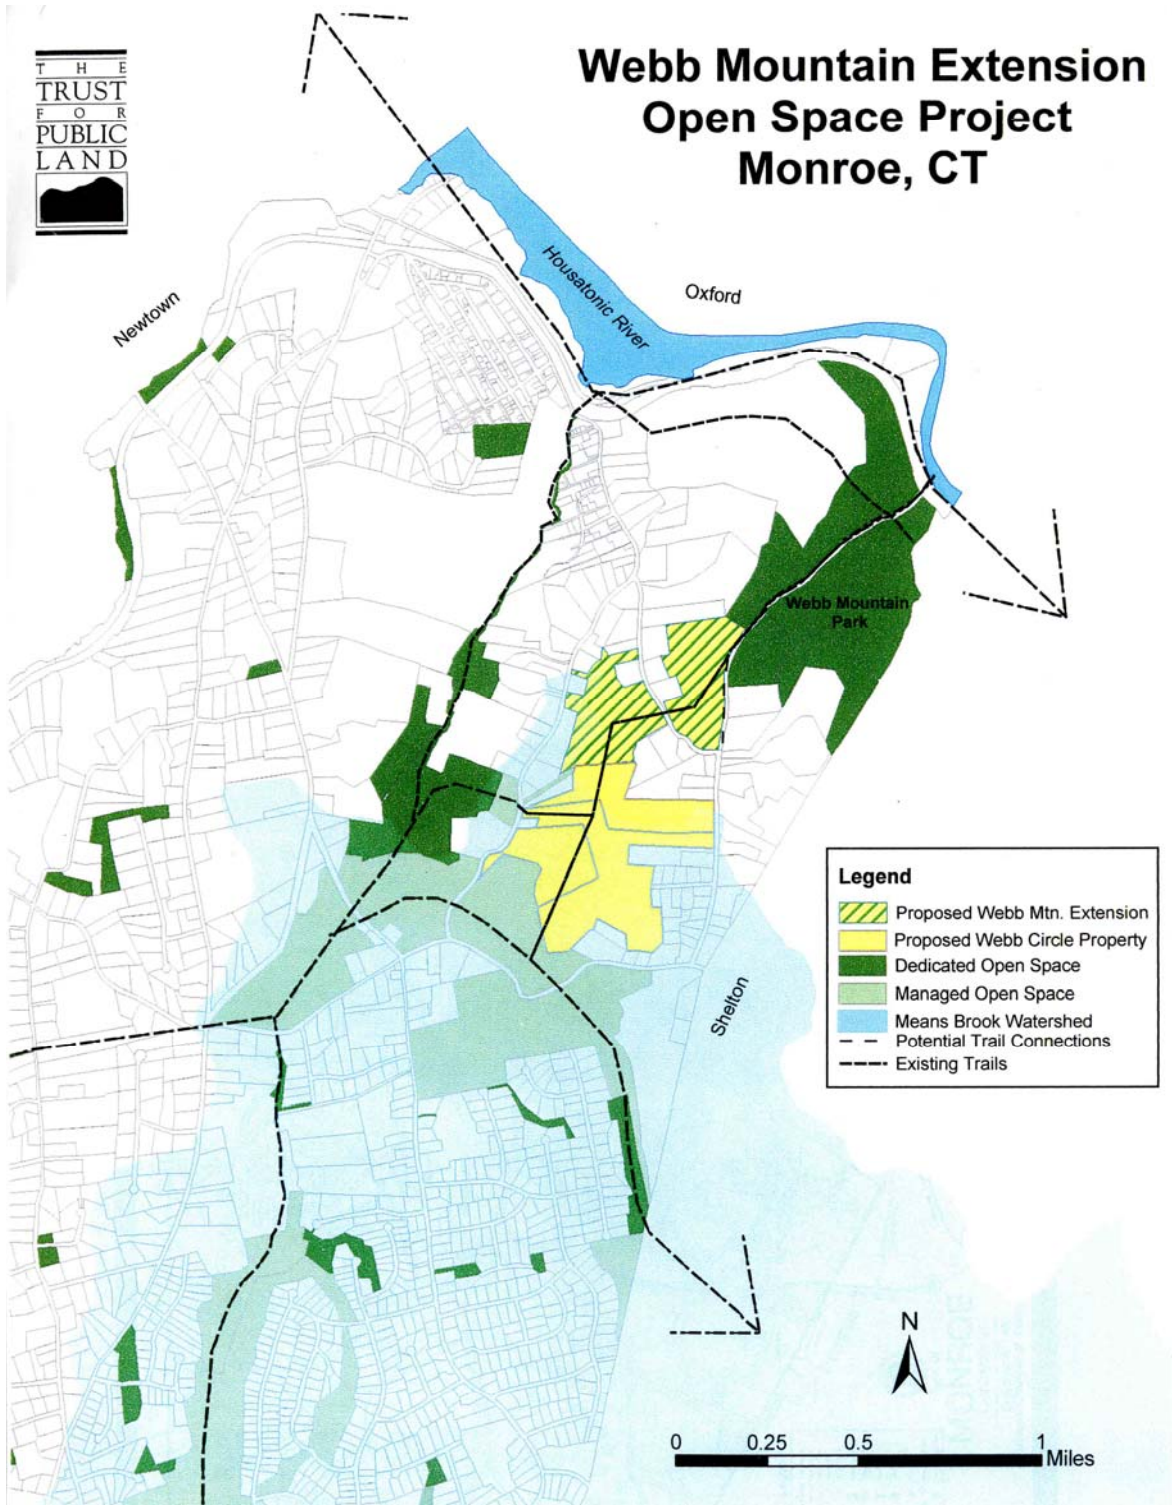 THE
TRUST
FOR
PUBLIC
LAND
Webb Mountain Extension
Open Space Project
Monroe, CT
Newtown
Housatonic River
Oxford
Webb Mountain
Park
Shelton
Legend
Proposed Webb Mtn. Extension
Proposed Webb Circle Property
Dedicated Open Space
Managed Open Space
Means Brook Watershed
Potential Trail Connections
Existing Trails
N
0 0.25 0.5 1
Miles